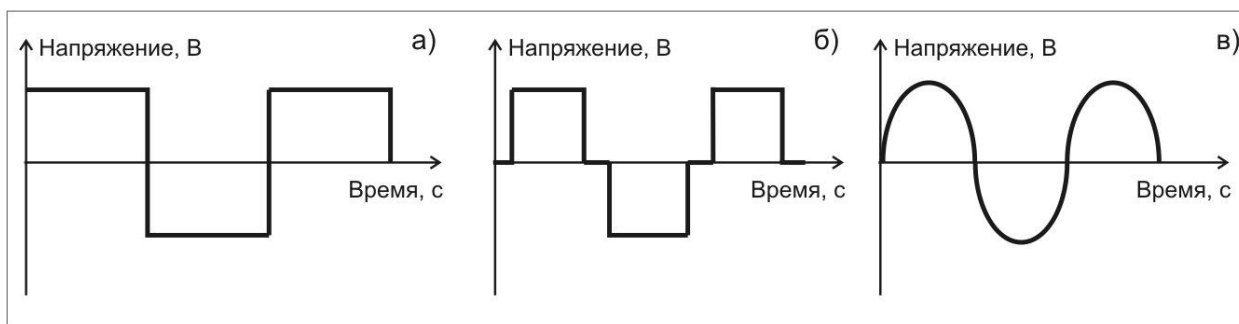 Напряжение, В
а)
Время, с
Напряжение, В
б)
Время, с
Напряжение, В
в)
Время, с